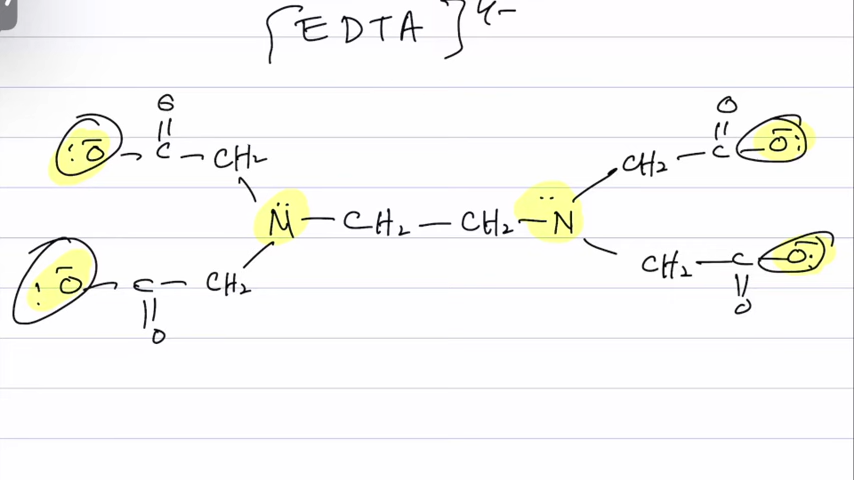 [EDTA]4-
O O
:Ō - C - CH2 CH2 - C - Ō:
N̈ - CH2 - CH2 - N̈
:Ō - C - CH2 CH2 - C - Ō:
O O